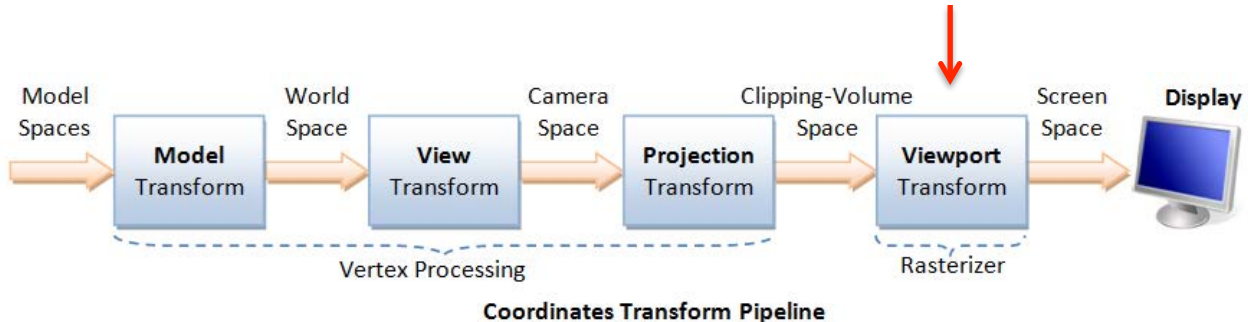 Model
Spaces
Model
Transform
World
Space
View
Transform
Camera
Space
Projection
Transform
Clipping-Volume
Space
Viewport
Transform
Screen
Space
Display
Vertex Processing
Rasterizer
Coordinates Transform Pipeline